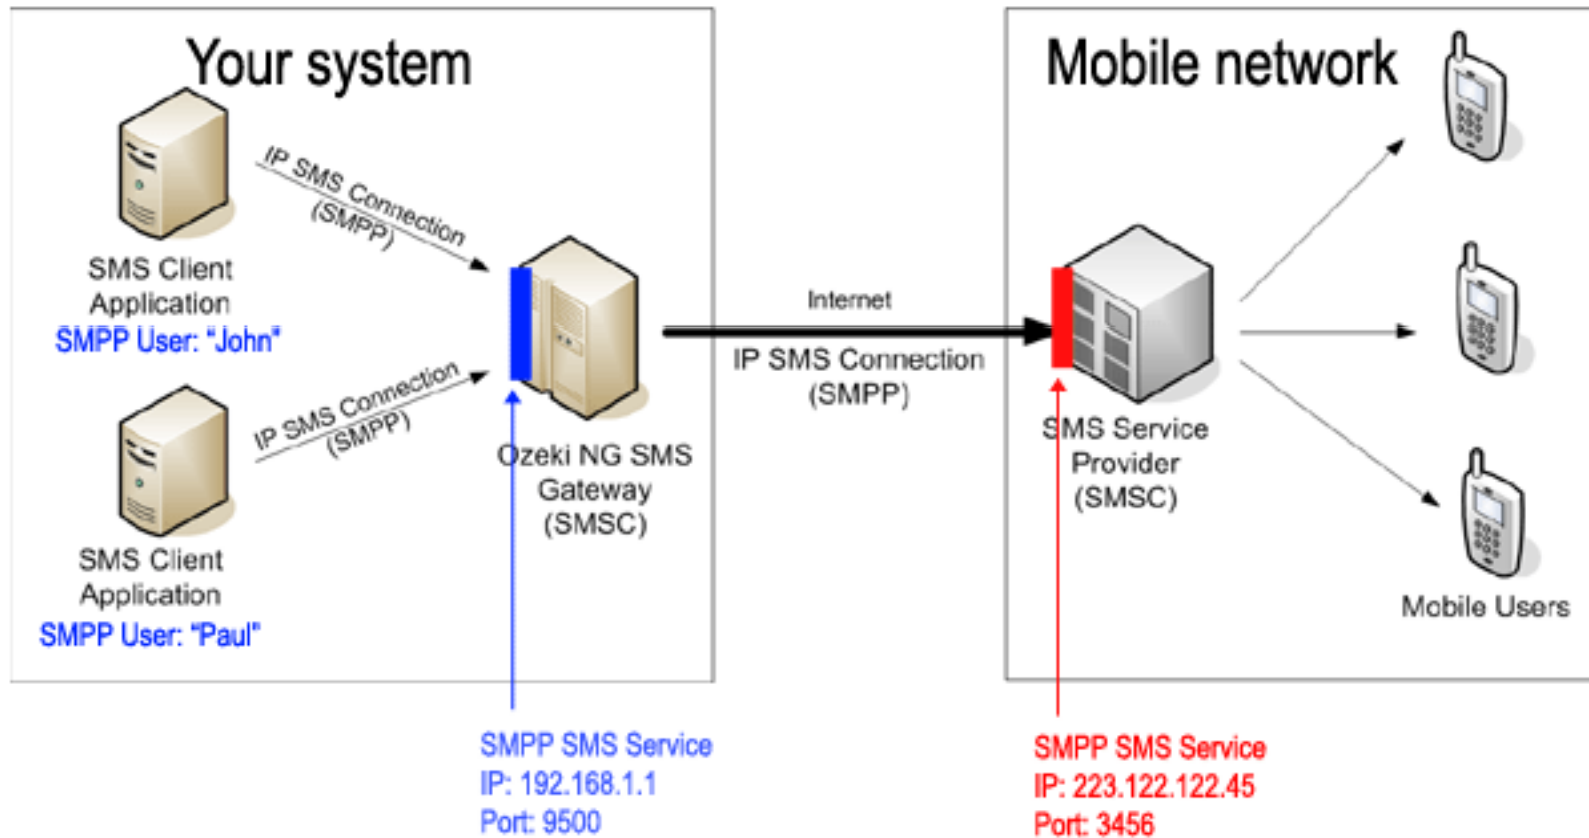 Your system
IP SMS Connection
(SMPP)
SMS Client
Application
SMPP User: “John”
IP SMS Connection
(SMPP)
SMS Client
Application
SMPP User: “Paul”
Ozeki NG SMS
Gateway
(SMSC)
SMPP SMS Service
IP: 192.168.1.1
Port: 9500
Internet
IP SMS Connection
(SMPP)
Mobile network
SMS Service
Provider
(SMSC)
Mobile Users
SMPP SMS Service
IP: 223.122.122.45
Port: 3456